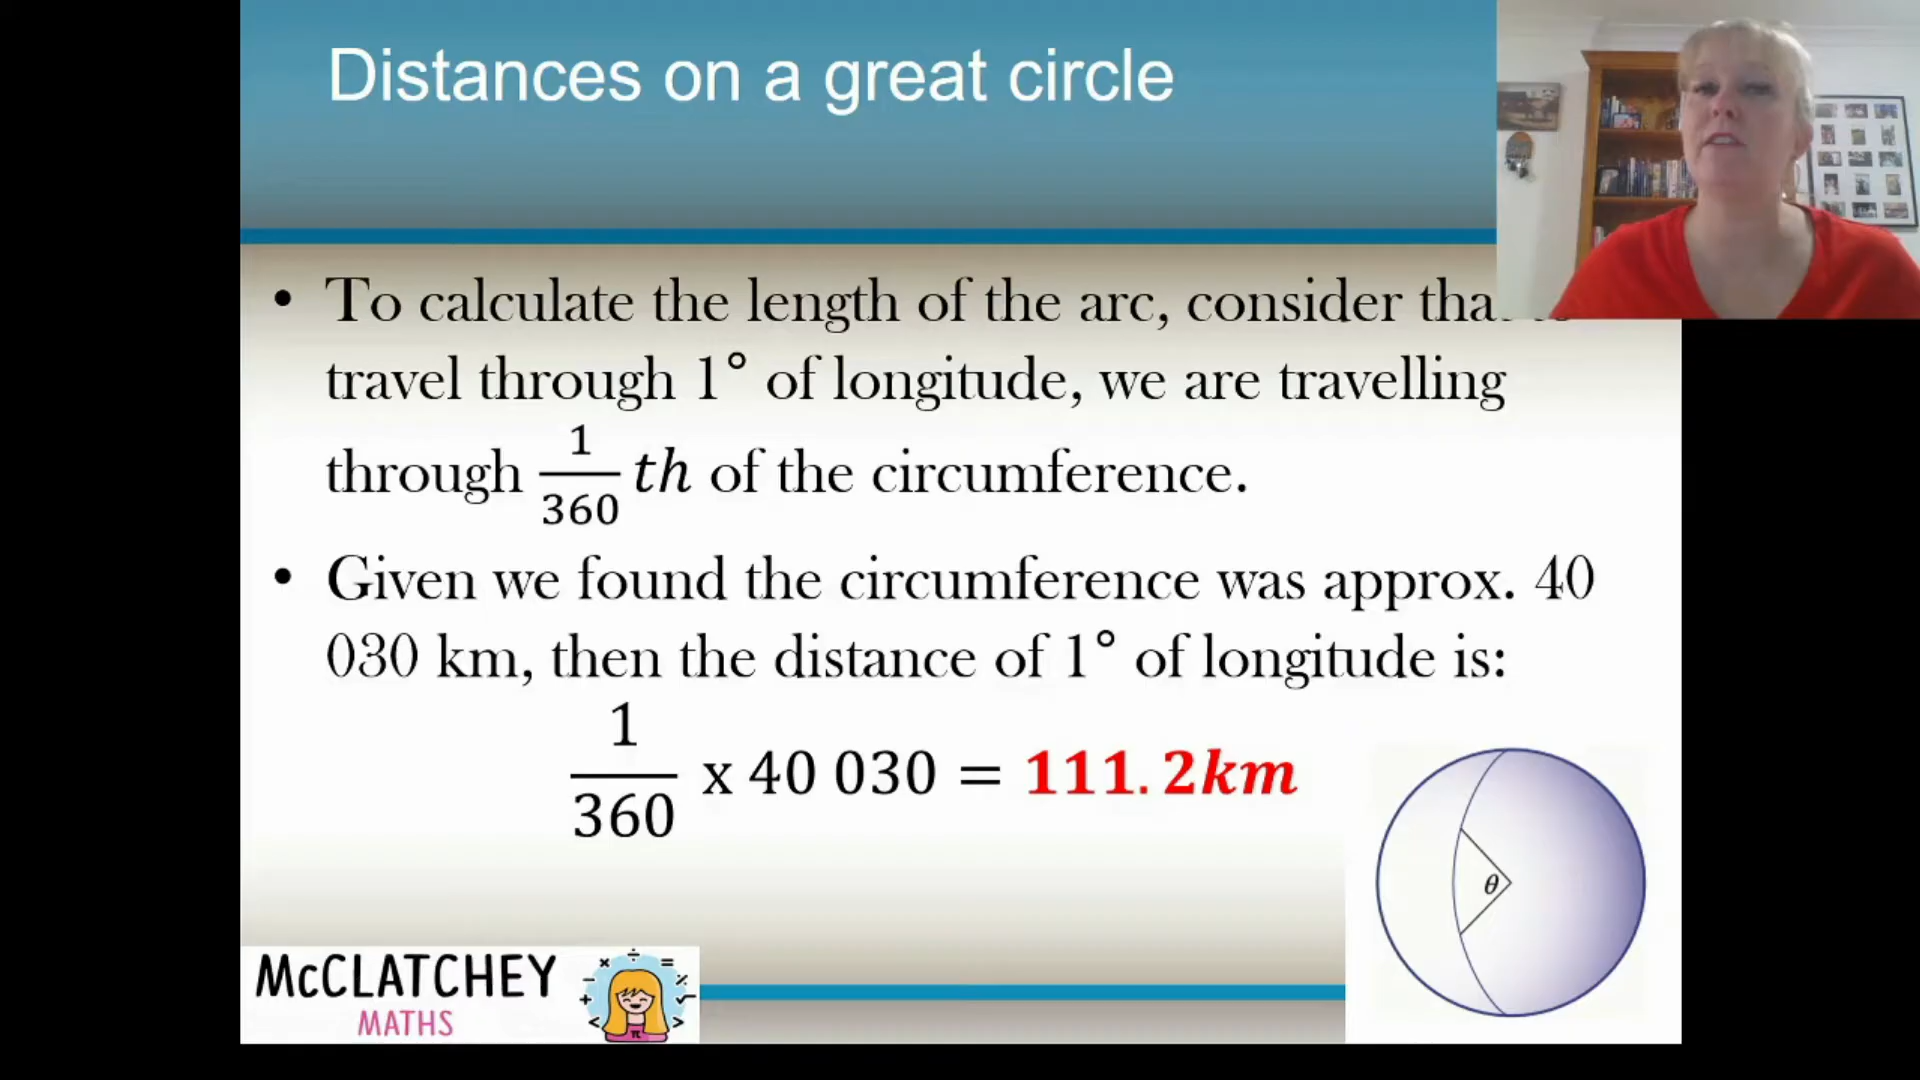 Distances on a great circle
• To calculate the length of the arc, consider
travel through 1° of longitude, we are travelling
through 1/360 th of the circumference.
• Given we found the circumference was approx. 40
030 km, then the distance of 1° of longitude is:
1/360 x 40 030 = 111.2km
θ
McCLATCHEY
MATHS